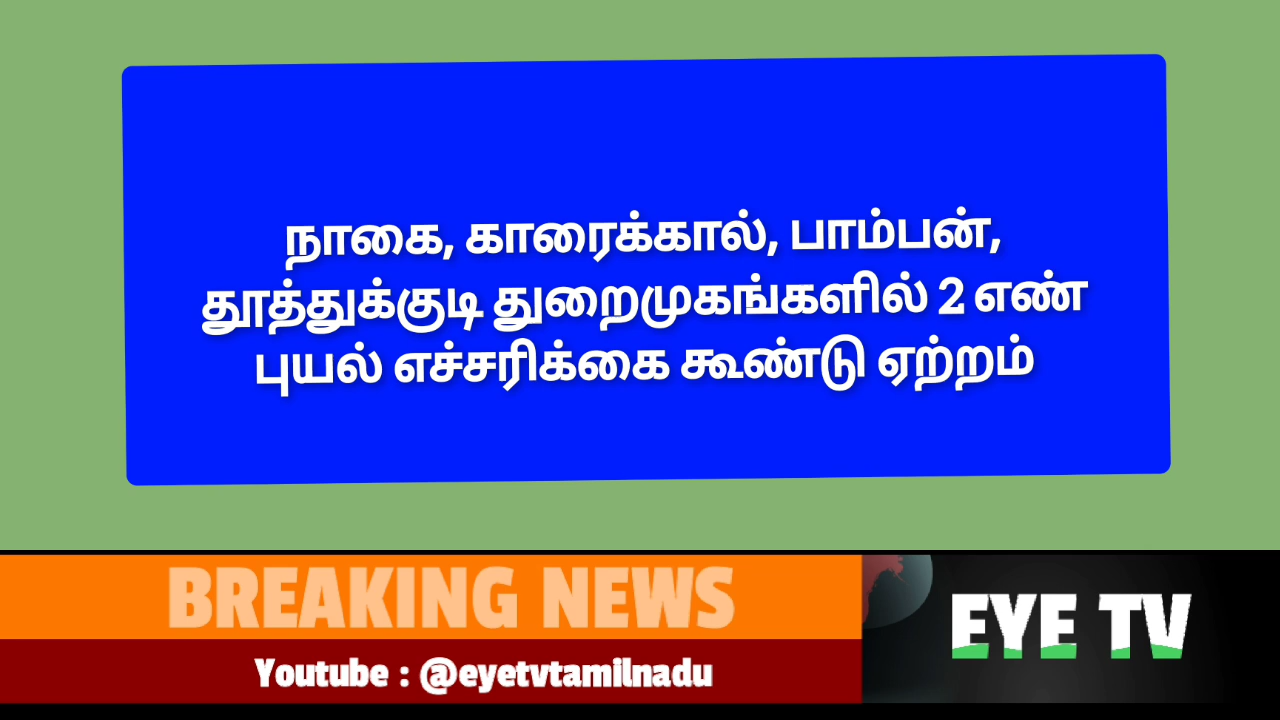 நாகை, காரைக்கால், பாம்பன்,
தூத்துக்குடி துறைமுகங்களில் 2 எண்
புயல் எச்சரிக்கை கூண்டு ஏற்றம்
BREAKING NEWS
EYE TV
Youtube : @eyetvtamilnadu